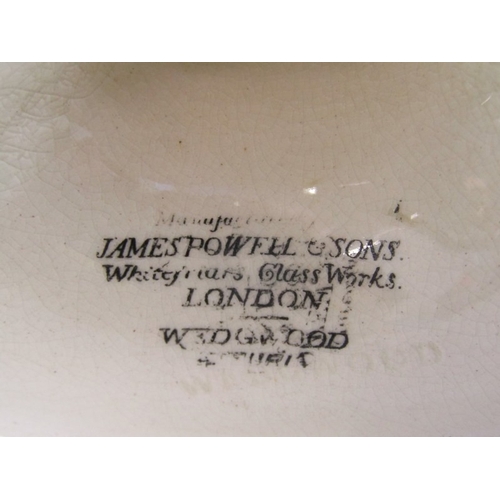 JAMES POWELL & SONS.
Whitefriars, Glass Works.
LONDON
WEDGWOOD